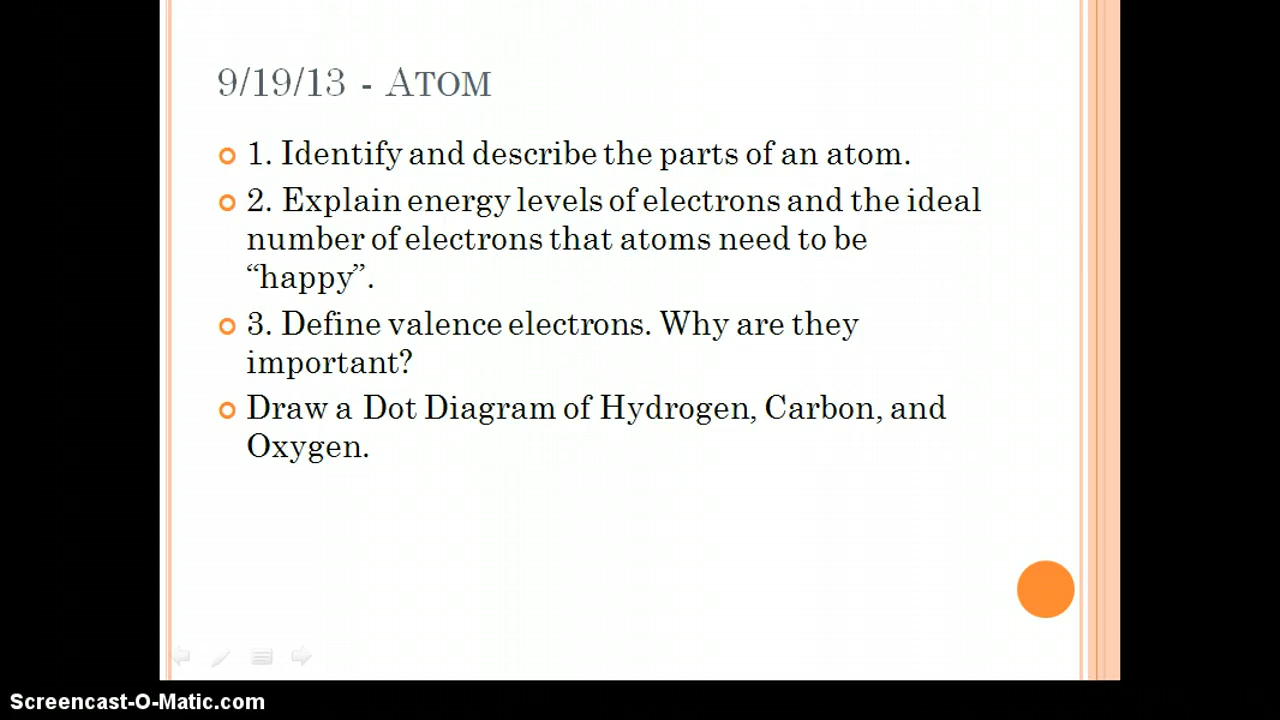 9/19/13 - ATOM
1. Identify and describe the parts of an atom.
2. Explain energy levels of electrons and the ideal
number of electrons that atoms need to be
“happy”.
3. Define valence electrons. Why are they
important?
Draw a Dot Diagram of Hydrogen, Carbon, and
Oxygen.
Screencast-O-Matic.com